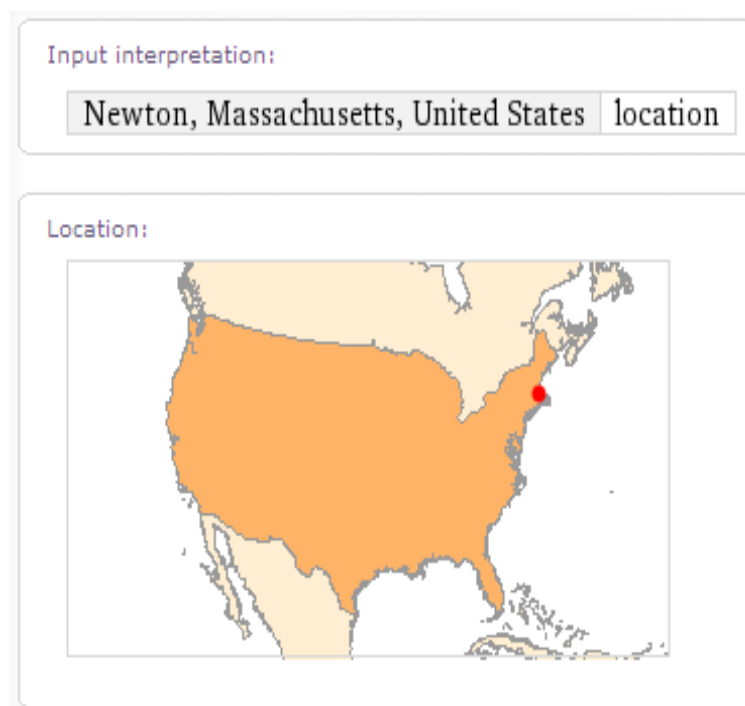 Input interpretation:
Newton, Massachusetts, United States location
Location: